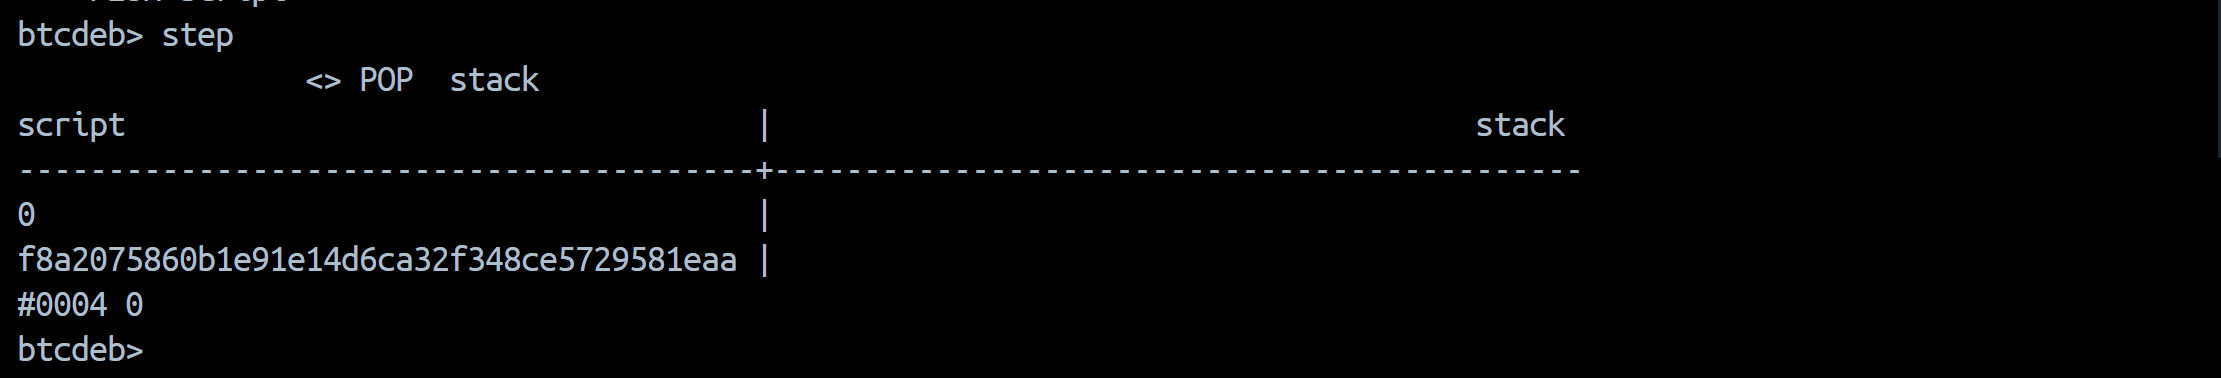 btcdeb> step
                <> POP  stack
script                                   |                                       stack
-----------------------------------------+---------------------------------------------
0                                        |
f8a2075860b1e91e14d6ca32f348ce5729581eaa |
#0004 0
btcdeb>